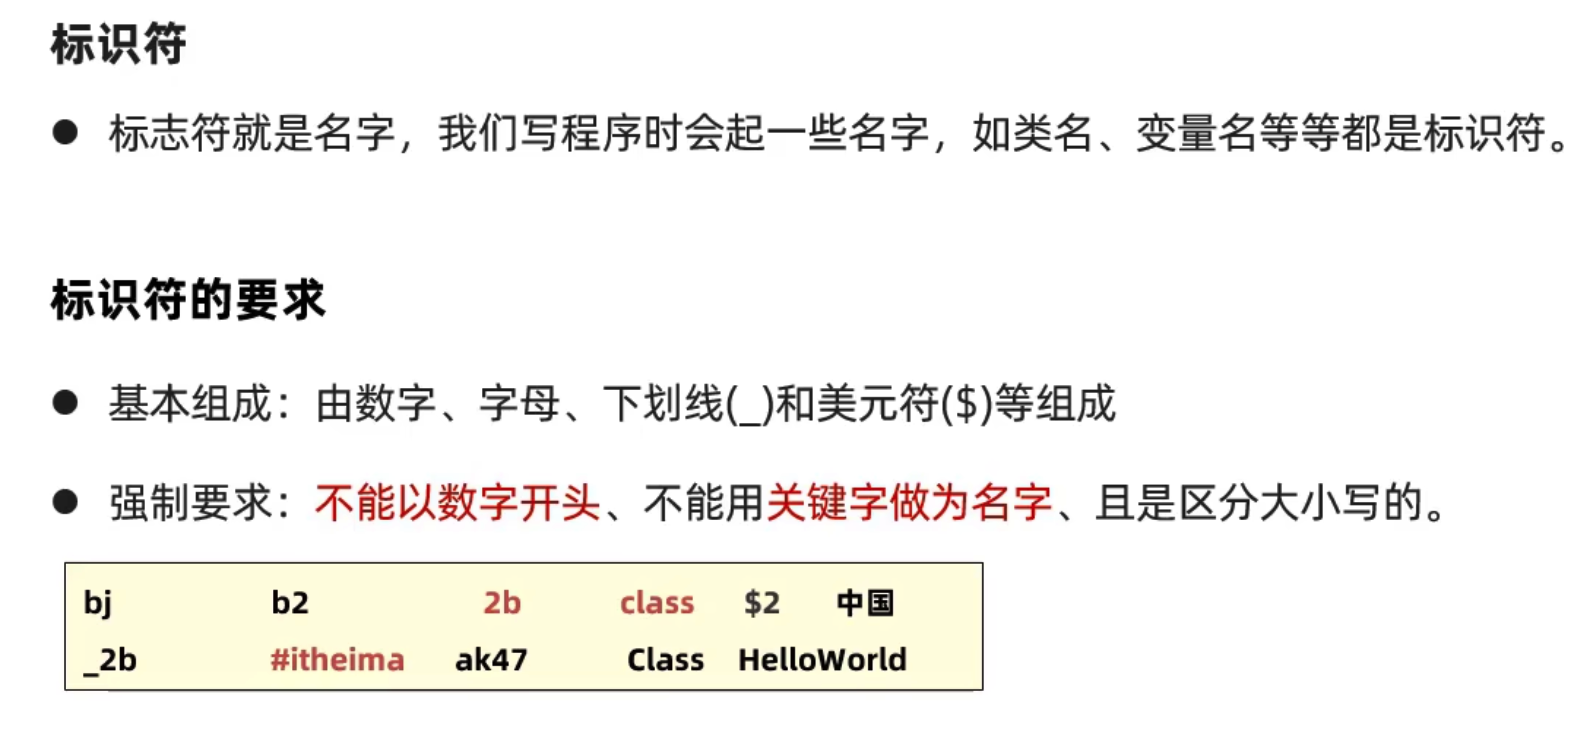 标识符
● 标志符就是名字，我们写程序时会起一些名字，如类名、变量名等等都是标识符。
标识符的要求
● 基本组成：由数字、字母、下划线(_)和美元符($)等组成
● 强制要求：不能以数字开头、不能用关键字做为名字、且是区分大小写的。
bj b2 2b class $2 中国
_2b #itheima ak47 Class HelloWorld